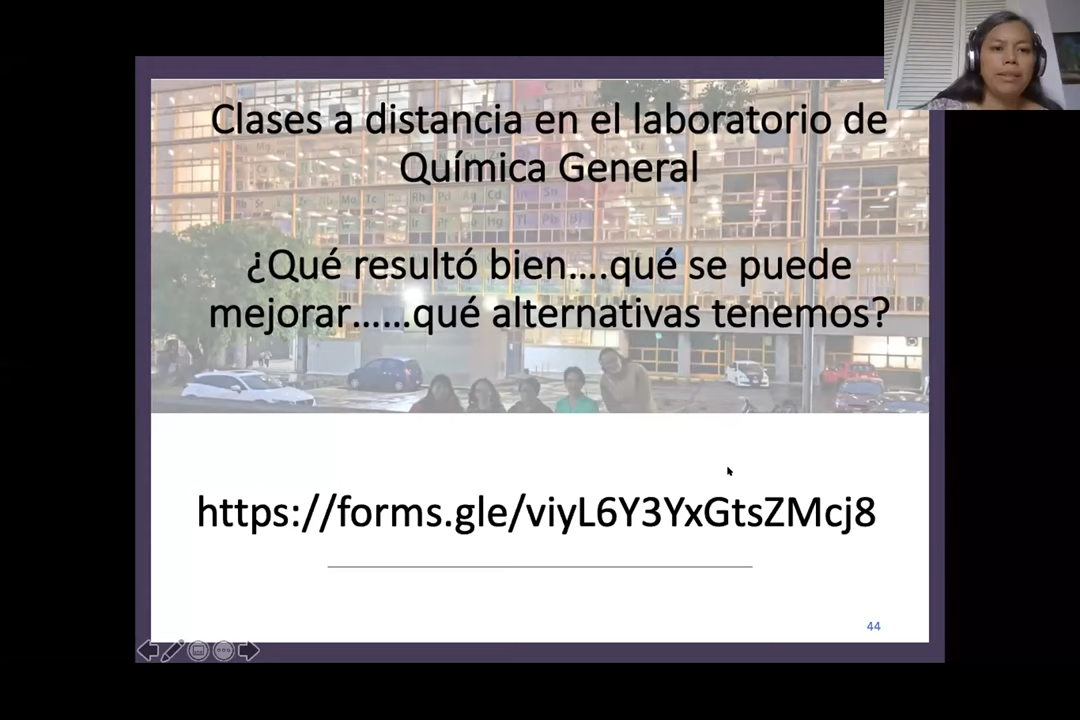 Clases a distancia en el laboratorio de
Química General
¿Qué resultó bien….qué se puede
mejorar……qué alternativas tenemos?
https://forms.gle/viyL6Y3YxGtsZMcj8
44